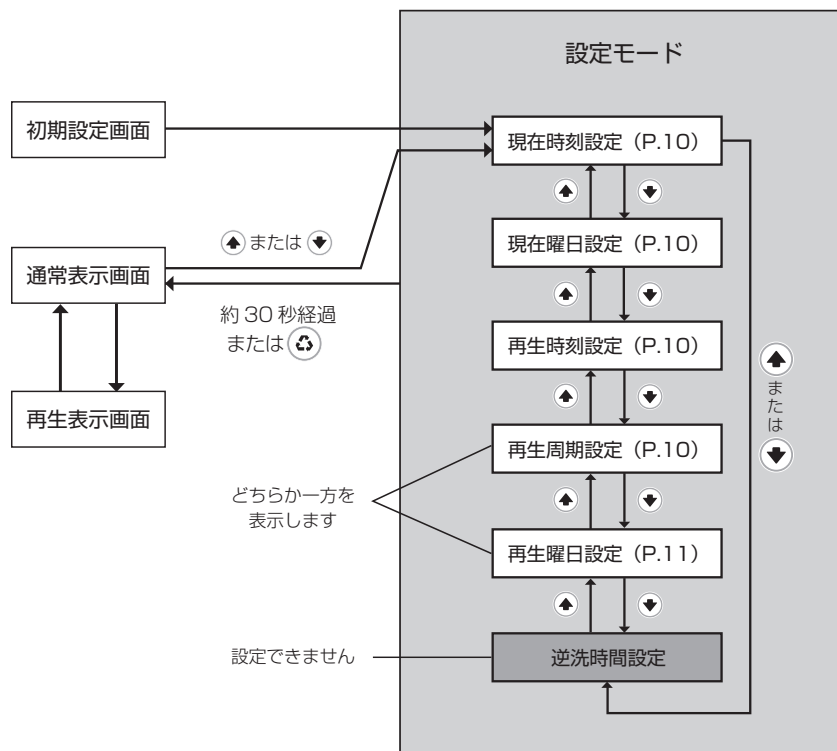 設定モード
初期設定画面
現在時刻設定（P.10）
または
通常表示画面
現在曜日設定（P.10）
約30秒経過
または
再生時刻設定（P.10）
再生表示画面
または
再生周期設定（P.10）
どちらか一方を
表示します
再生曜日設定（P.11）
設定できません
逆洗時間設定